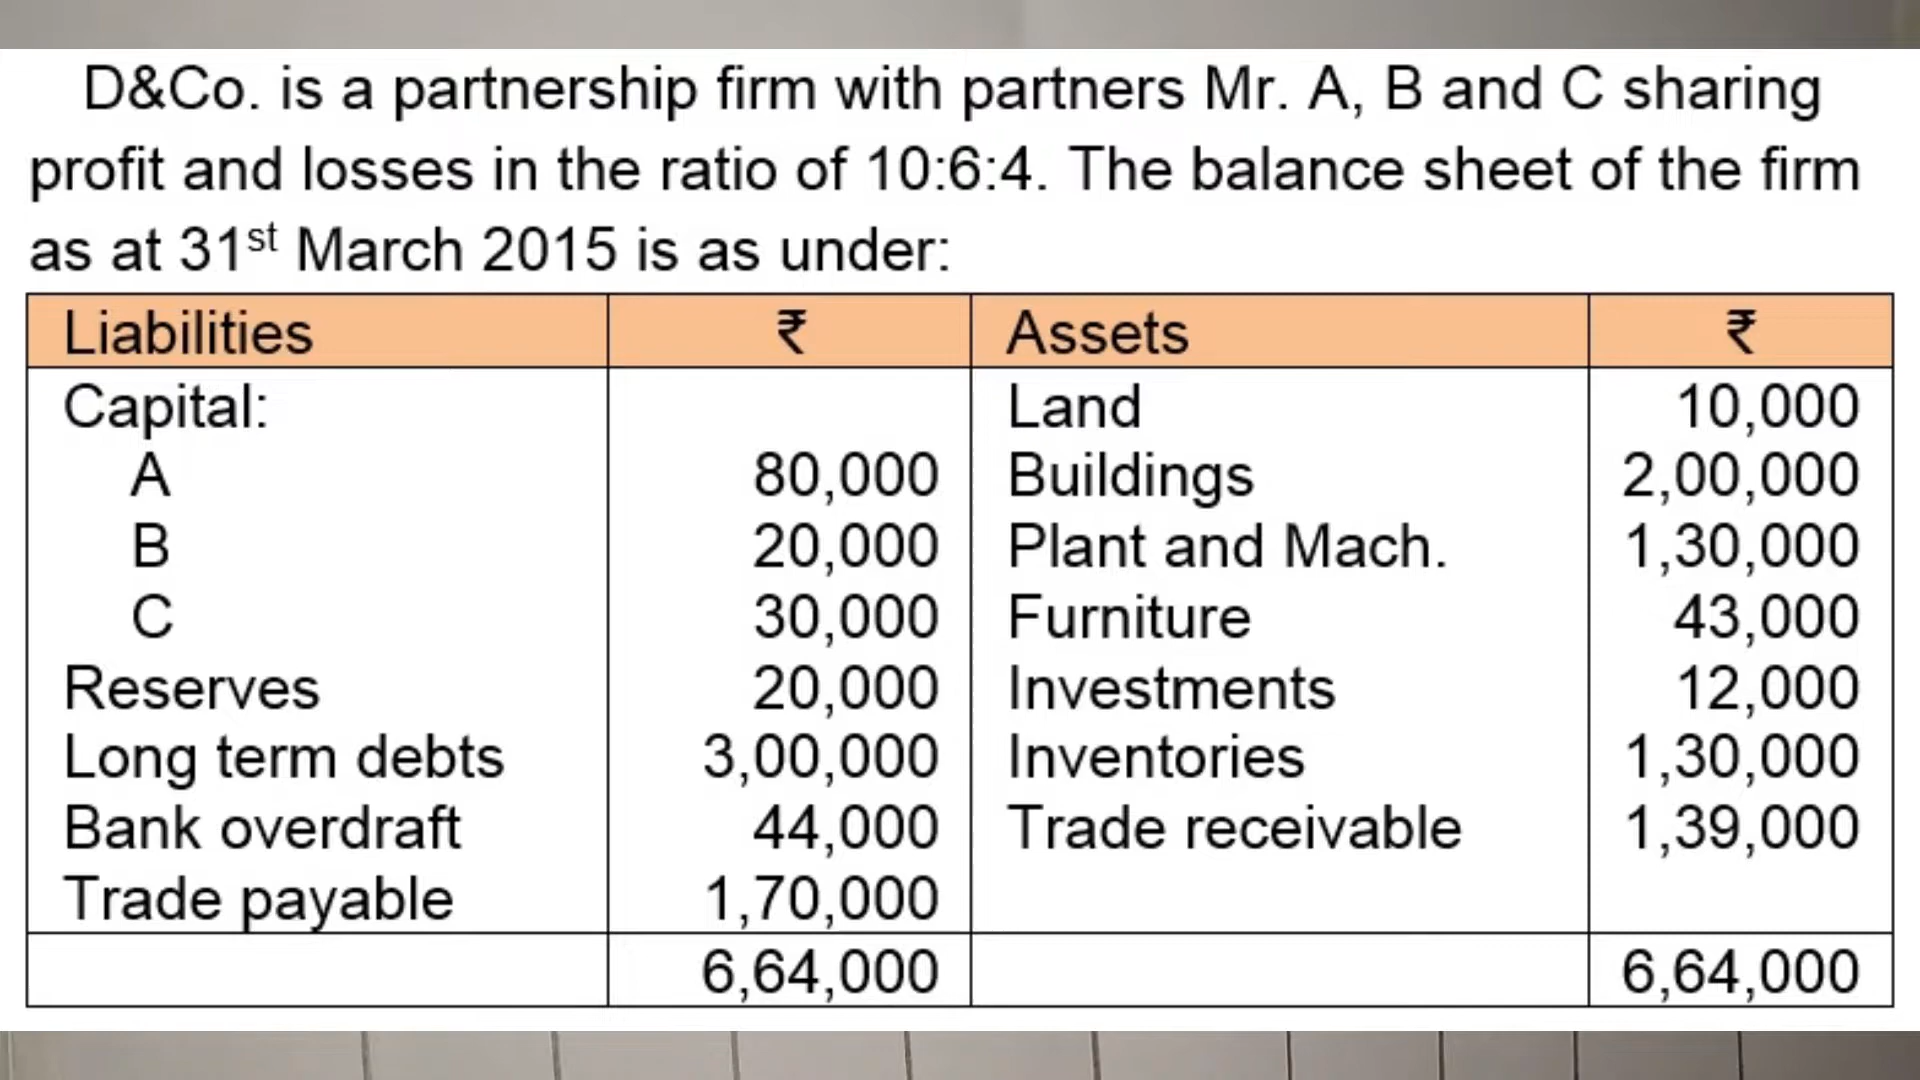 D&Co. is a partnership firm with partners Mr. A, B and C sharing
profit and losses in the ratio of 10:6:4. The balance sheet of the firm
as at 31st March 2015 is as under:
Liabilities ₹ Assets ₹
Capital: Land 10,000
A 80,000 Buildings 2,00,000
B 20,000 Plant and Mach. 1,30,000
C 30,000 Furniture 43,000
Reserves 20,000 Investments 12,000
Long term debts 3,00,000 Inventories 1,30,000
Bank overdraft 44,000 Trade receivable 1,39,000
Trade payable 1,70,000
6,64,000 6,64,000